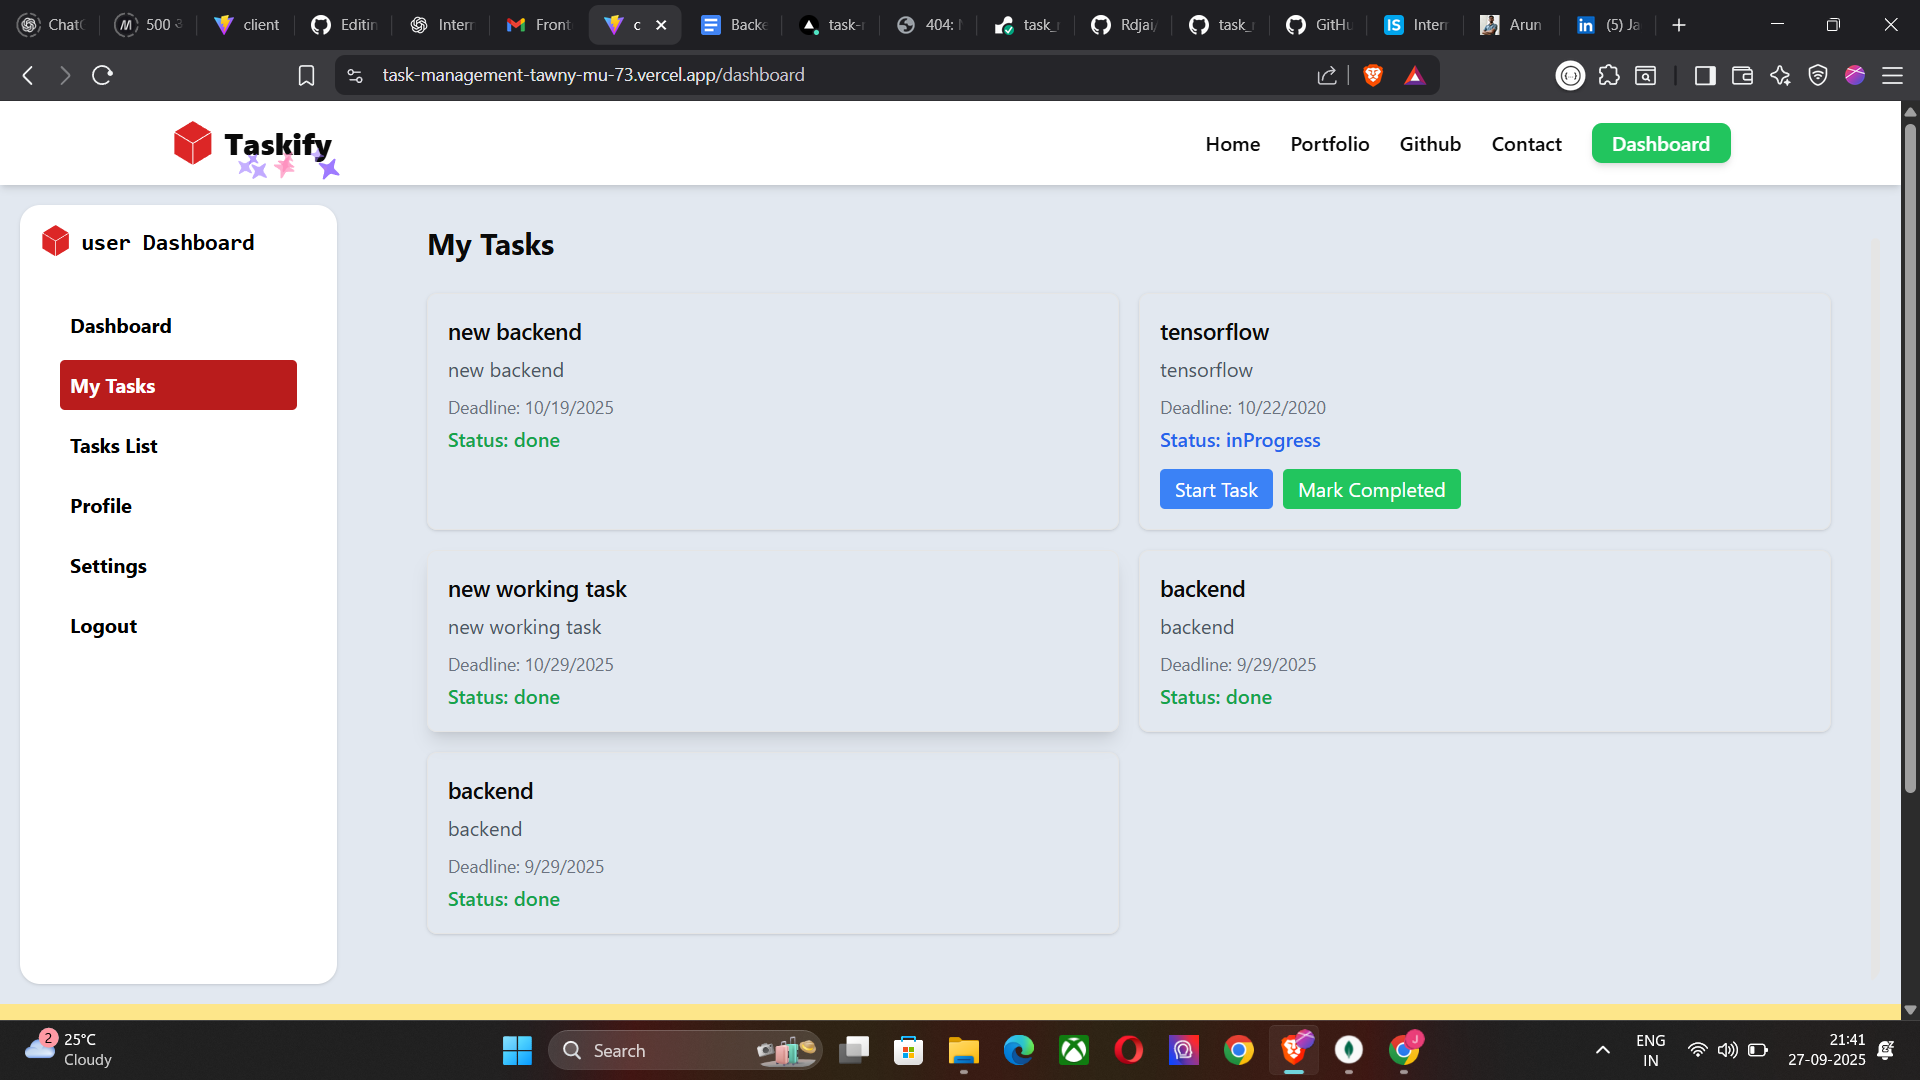 ChatG
500
client
Editin
Intern
Front
c
Backe
task-
404:
task_
Rdjai/
task_
GitHu
IS
Intern
Arun
(5) Ja
task-management-tawny-mu-73.vercel.app/dashboard
Taskify
Home
Portfolio
Github
Contact
Dashboard
user Dashboard
Dashboard
My Tasks
Tasks List
Profile
Settings
Logout
My Tasks
new backend
new backend
Deadline: 10/19/2025
Status: done
tensorflow
tensorflow
Deadline: 10/22/2020
Status: inProgress
Start Task
Mark Completed
new working task
new working task
Deadline: 10/29/2025
Status: done
backend
backend
Deadline: 9/29/2025
Status: done
backend
backend
Deadline: 9/29/2025
Status: done
2
25°C
Cloudy
Search
J
ENG
IN
21:41
27-09-2025